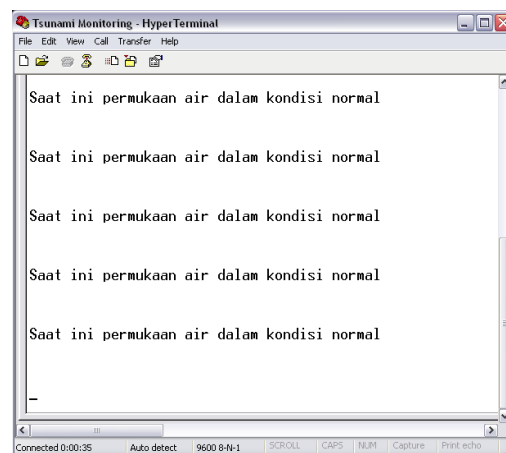 Tsunami Monitoring - HyperTerminal
File Edit View Call Transfer Help
Saat ini permukaan air dalam kondisi normal
Saat ini permukaan air dalam kondisi normal
Saat ini permukaan air dalam kondisi normal
Saat ini permukaan air dalam kondisi normal
Saat ini permukaan air dalam kondisi normal
Connected 0:00:35 Auto detect 9600 8-N-1 SCROLL CAPS NUM Capture Print echo